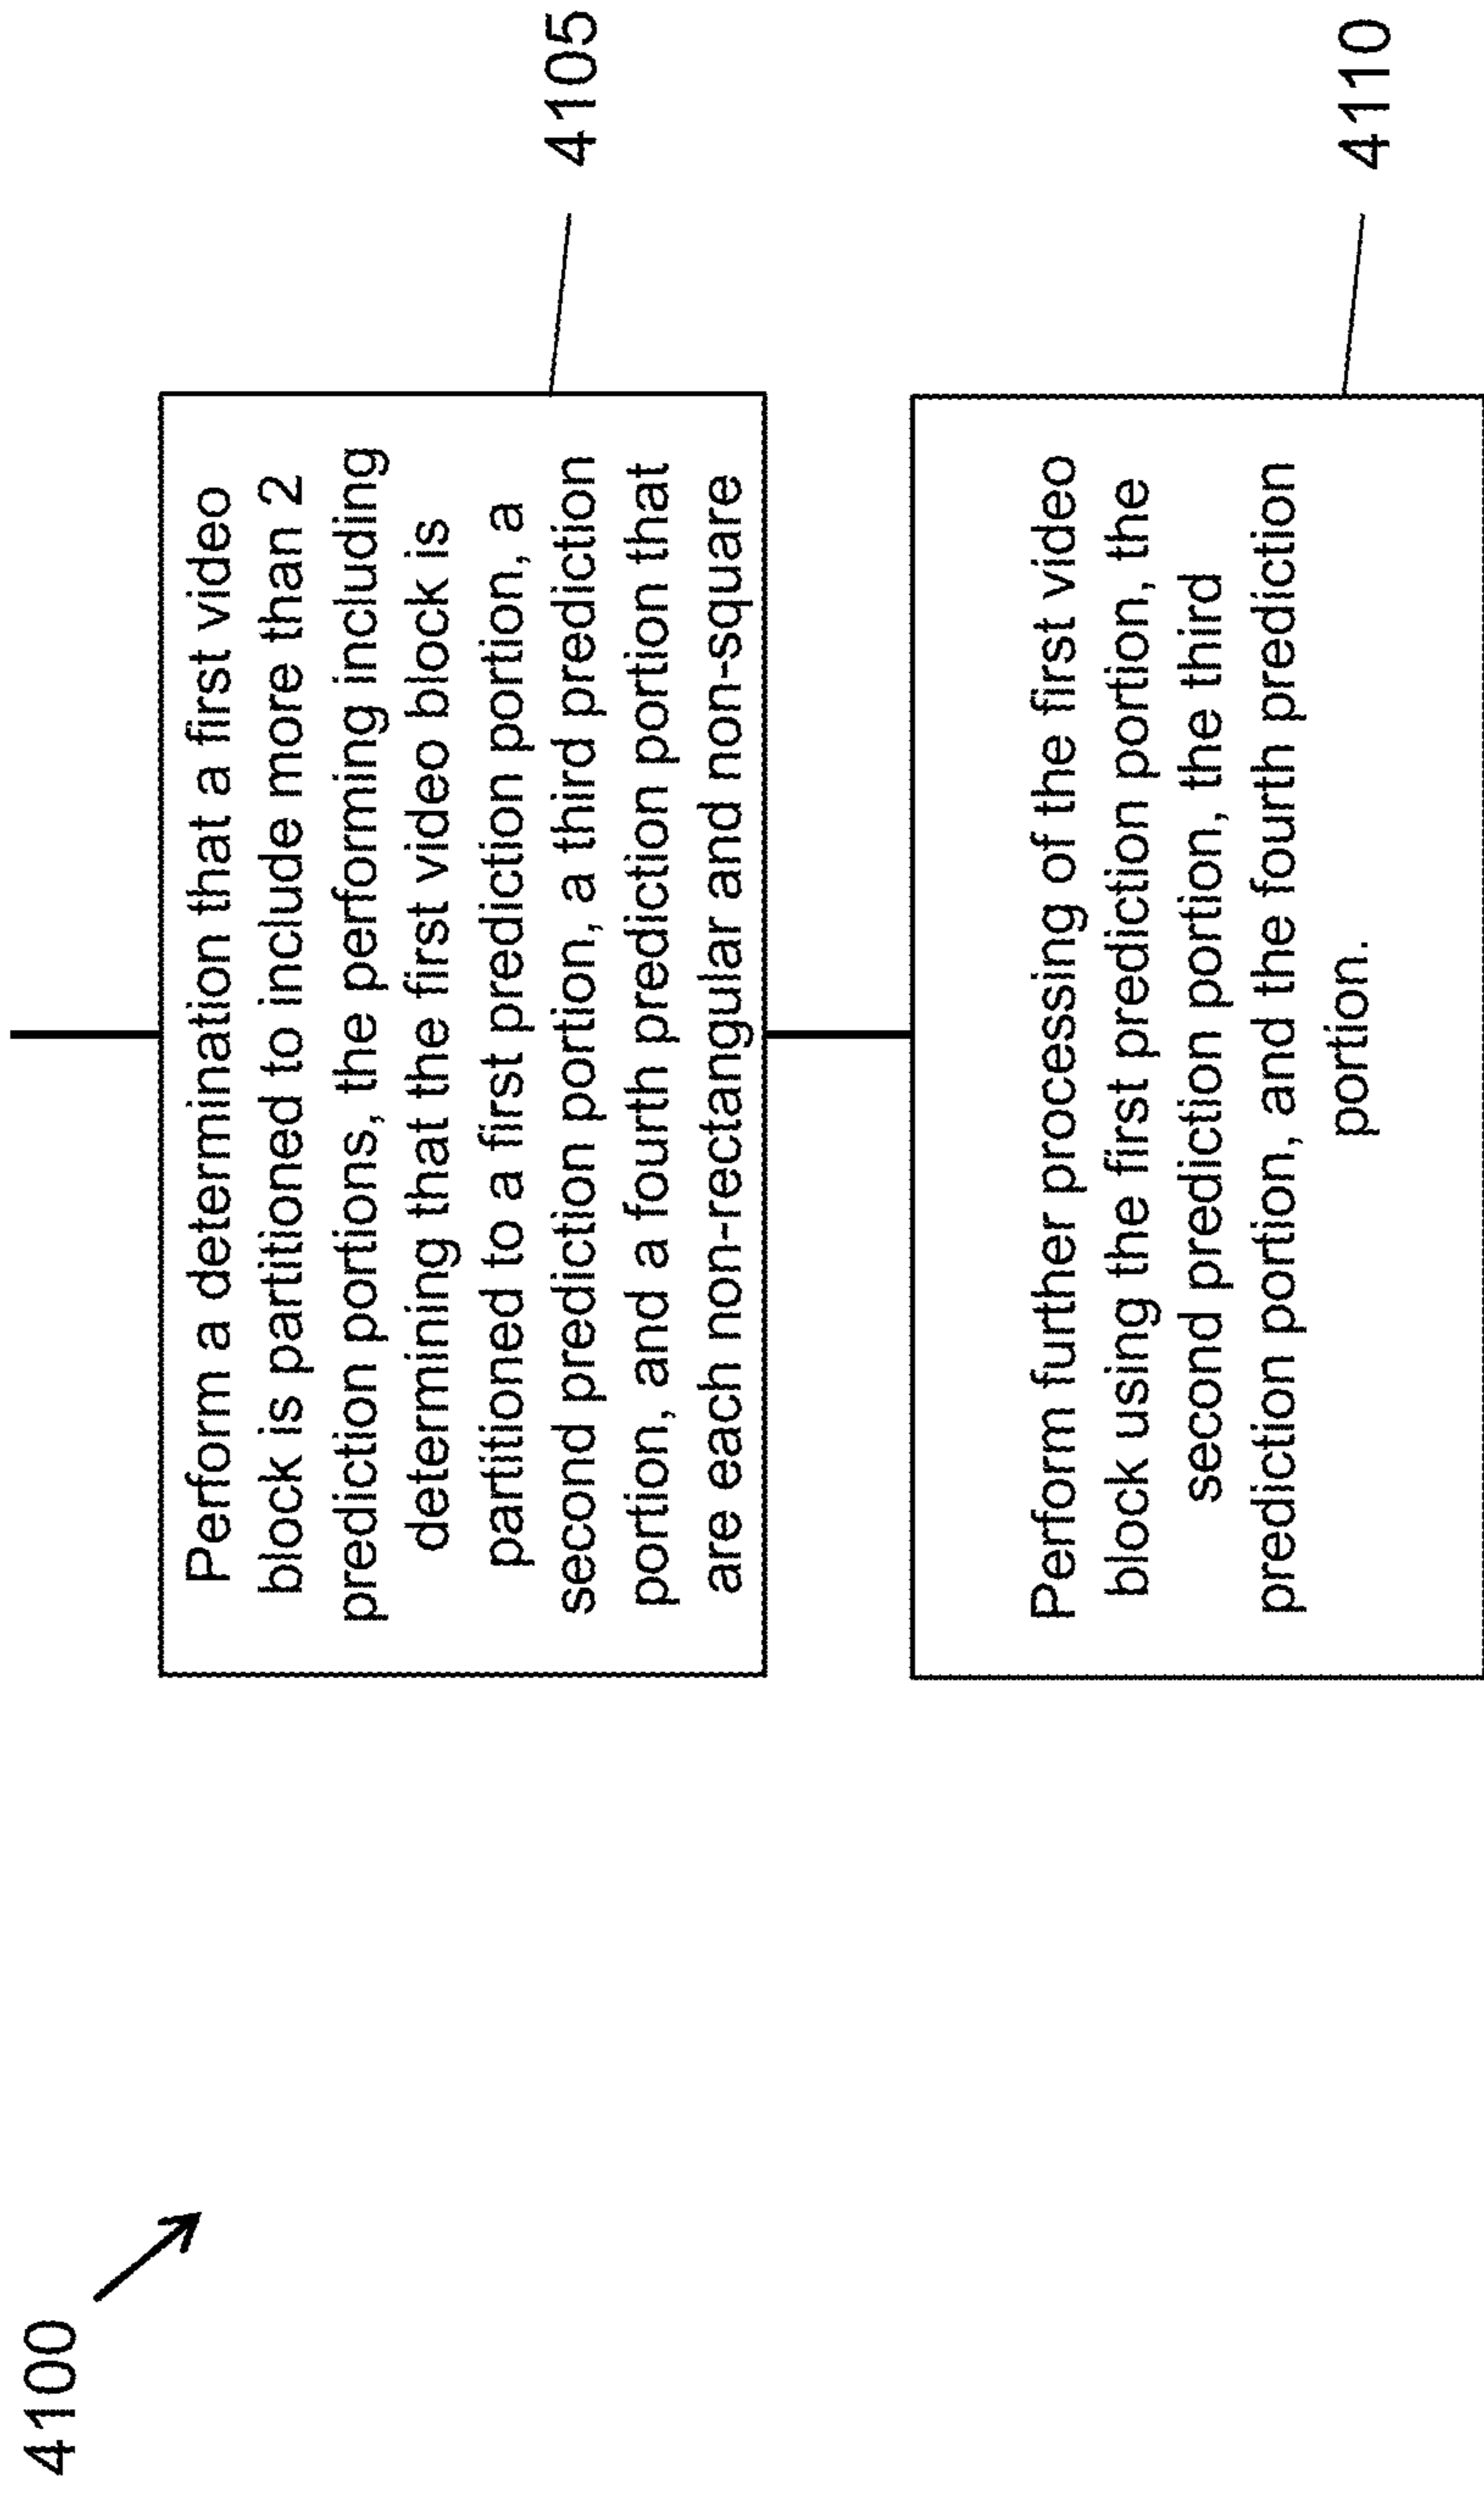 4100
Perform a determination that a first video
block is partitioned to include more than 2
prediction portions, the performing including
determining that the first video block is
partitioned to a first prediction portion, a
second prediction portion, a third prediction
portion, and a fourth prediction portion that
are each non-rectangular and non-square
4105
Perform further processing of the first video
block using the first prediction portion, the
second prediction portion, the third
prediction portion, and the fourth prediction
portion.
4110